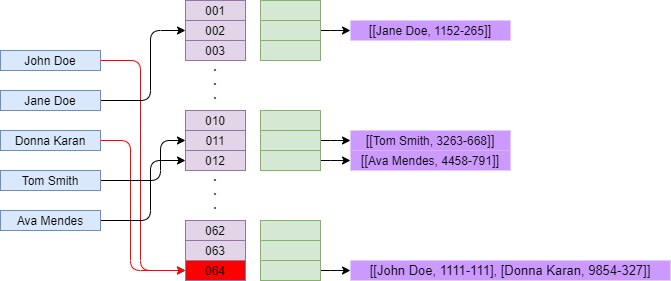 John Doe
Jane Doe
Donna Karan
Tom Smith
Ava Mendes
001
002
003
.
.
.
010
011
012
.
.
.
062
063
064
[[Jane Doe, 1152-265]]
[[Tom Smith, 3263-668]]
[[Ava Mendes, 4458-791]]
[[John Doe, 1111-111], [Donna Karan, 9854-327]]